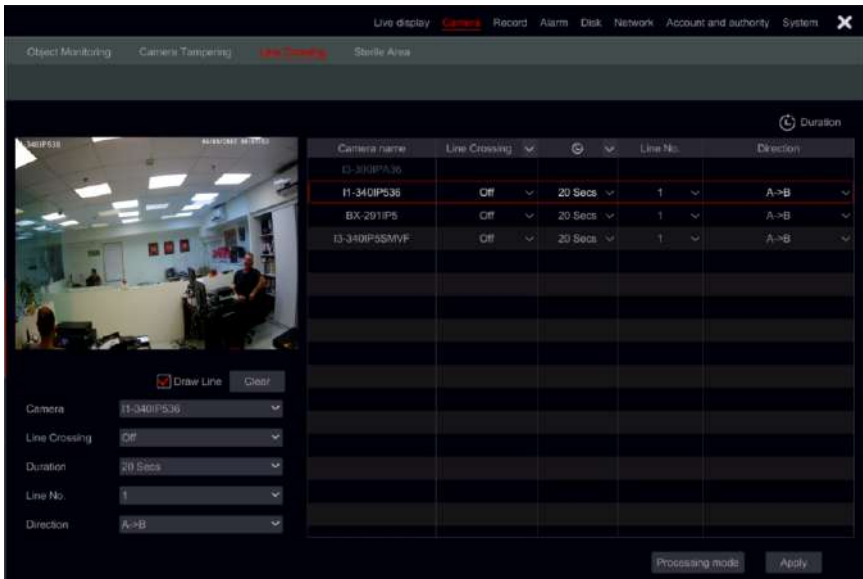 Live display Camera Record Alarm Disk Network Account and authority System
Object Monitoring Camera Tampering Line Crossing Sterile Area
Duration
Camera name Line Crossing Line No. Direction
I1-340IP536 Off 20 Secs 1 A->B
BX-291IP5 Off 20 Secs 1 A->B
I3-340IP5SMVF Off 20 Secs 1 A->B
Draw Line Clear
Camera I1-340IP536
Line Crossing Off
Duration 20 Secs
Line No. 1
Direction A->B
Processing mode Apply